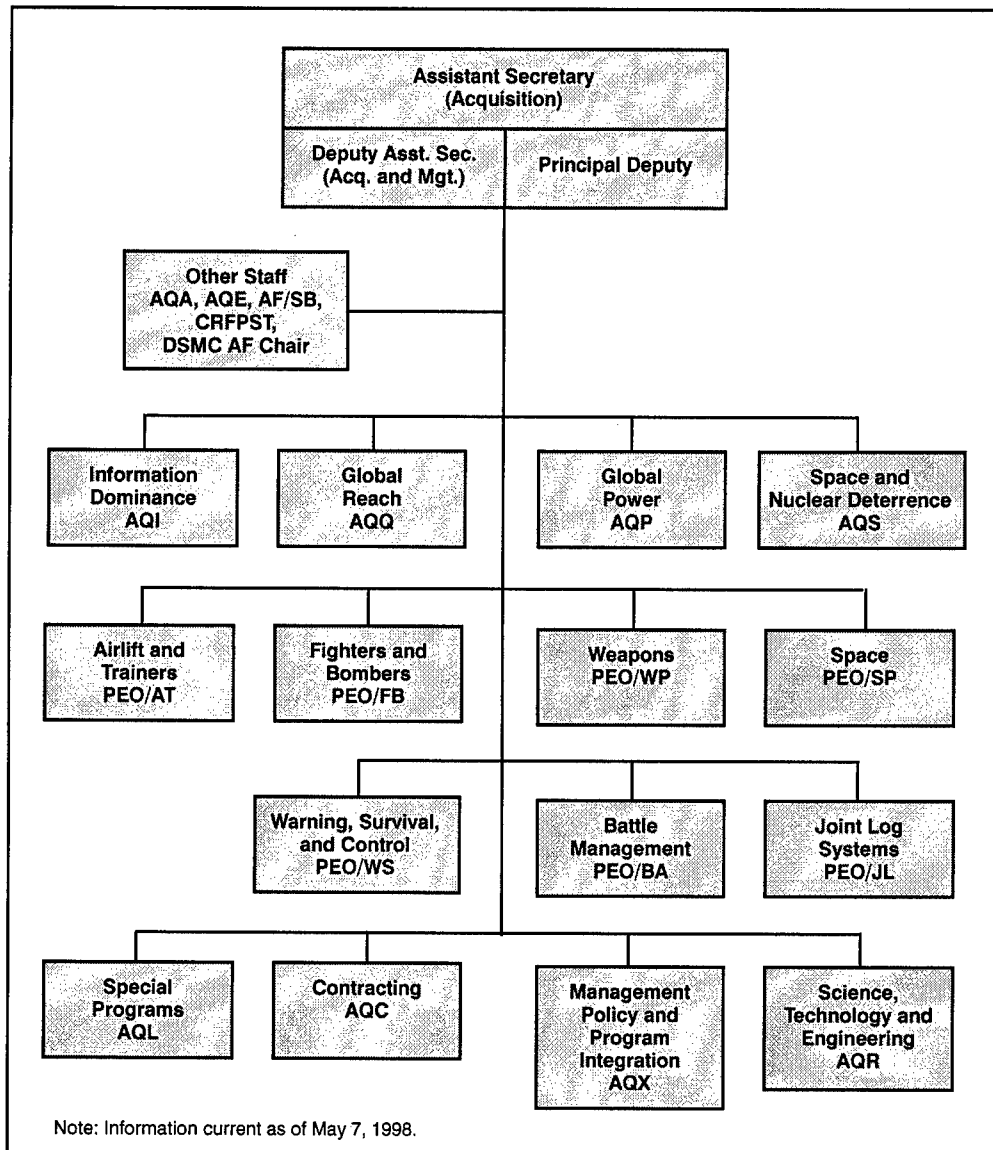 Assistant Secretary
(Acquisition)
Deputy Asst. Sec.
(Acq. and Mgt.)
Principal Deputy
Other Staff
AQA, AQE, AF/SB,
CRFPST,
DSMC AF Chair
Information
Dominance
AQI
Global
Reach
AQQ
Global
Power
AQP
Space and
Nuclear Deterrence
AQS
Airlift and
Trainers
PEO/AT
Fighters and
Bombers
PEO/FB
Weapons
PEO/WP
Space
PEO/SP
Warning, Survival,
and Control
PEO/WS
Battle
Management
PEO/BA
Joint Log
Systems
PEO/JL
Special
Programs
AQL
Contracting
AQC
Management
Policy and
Program
Integration
AQX
Science,
Technology and
Engineering
AQR
Note: Information current as of May 7, 1998.